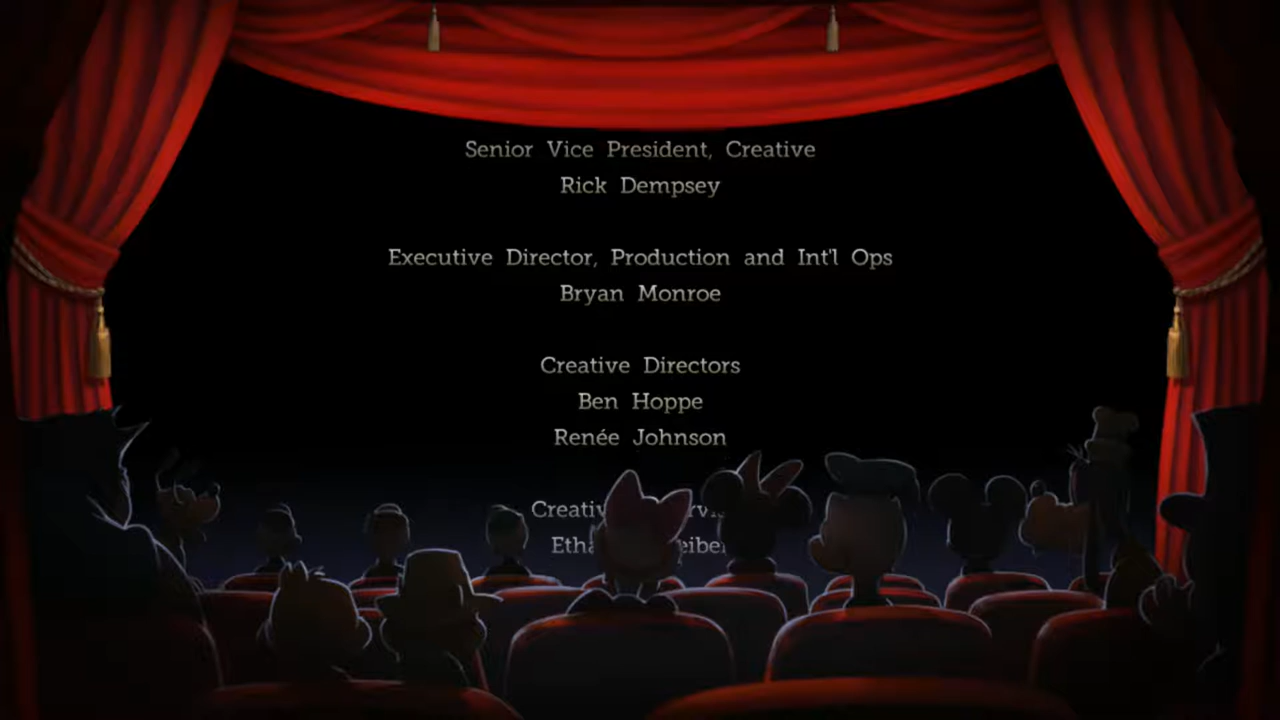 Senior Vice President, Creative
Rick Dempsey
Executive Director, Production and Int'l Ops
Bryan Monroe
Creative Directors
Ben Hoppe
Renée Johnson